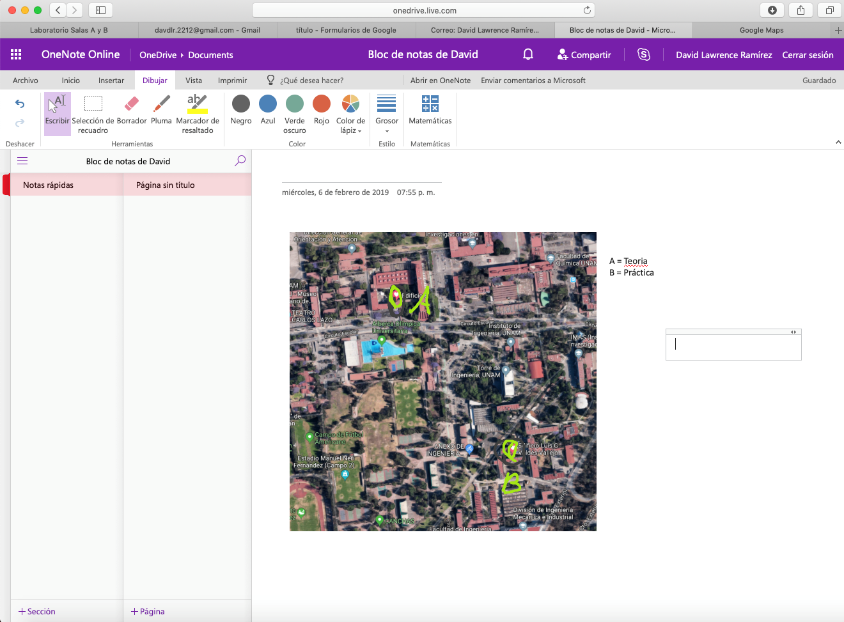 onedrive.live.com
Laboratorio Salas A y B
davdlr.2212@gmail.com - Gmail
título - Formularios de Google
Correo: David Lawrence Ramíre...
Bloc de notas de David - Micro...
Google Maps
OneNote Online
OneDrive ▸ Documents
Bloc de notas de David
Compartir
David Lawrence Ramírez
Cerrar sesión
Archivo
Inicio
Insertar
Dibujar
Vista
Imprimir
¿Qué desea hacer?
Abrir en OneNote
Enviar comentarios a Microsoft
Guardado
Escribir
Selección de recuadro
Borrador
Pluma
Marcador de resaltado
Negro
Azul
Verde oscuro
Rojo
Color de lápiz
Grosor
Matemáticas
Deshacer
Herramientas
Color
Estilo
Matemáticas
Bloc de notas de David
Notas rápidas
Página sin título
miércoles, 6 de febrero de 2019 07:55 p. m.
A = Teoria
B = Práctica
A
Instituto de
Ingeniería, UNAM
Torre de
Ingeniería, UNAM
Estadio Manuel Neri
Fernández (Campo 2)
B
División de Ingeniería
Mecánica e Industrial
Facultad de Ingeniería
+ Sección
+ Página